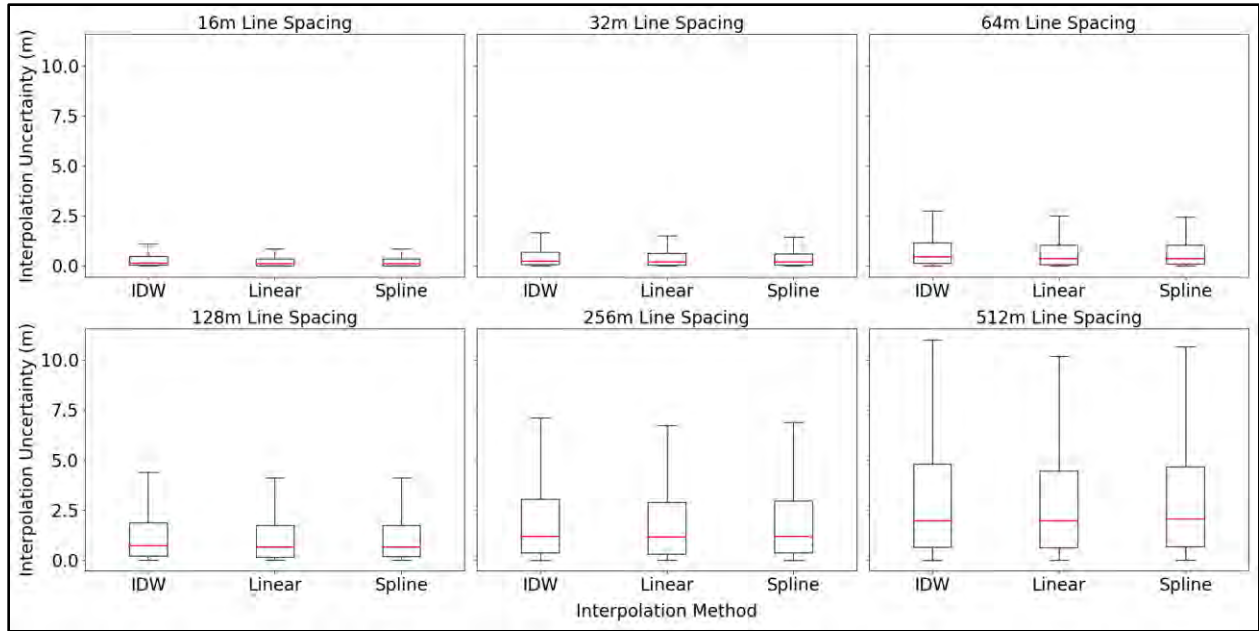 16m Line Spacing
32m Line Spacing
64m Line Spacing
Interpolation Uncertainty (m)
10.0
7.5
5.0
2.5
0.0
IDW
Linear
Spline
IDW
Linear
Spline
IDW
Linear
Spline
128m Line Spacing
256m Line Spacing
512m Line Spacing
Interpolation Uncertainty (m)
10.0
7.5
5.0
2.5
0.0
IDW
Linear
Spline
IDW
Linear
Spline
IDW
Linear
Spline
Interpolation Method